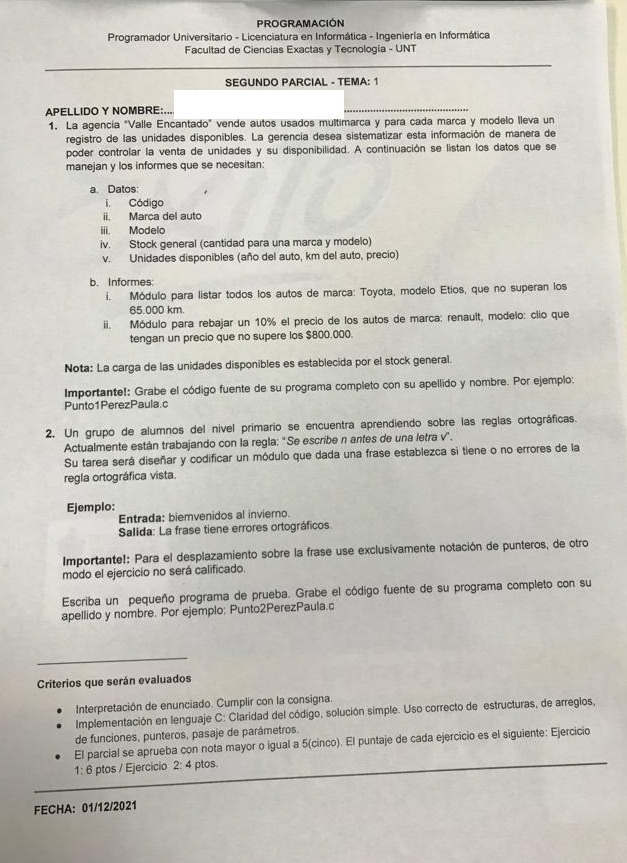 PROGRAMACIÓN
Programador Universitario - Licenciatura en Informática - Ingeniería en Informática
Facultad de Ciencias Exactas y Tecnología - UNT
SEGUNDO PARCIAL - TEMA: 1
APELLIDO Y NOMBRE:...
1. La agencia "Valle Encantado" vende autos usados multimarca y para cada marca y modelo lleva un
registro de las unidades disponibles. La gerencia desea sistematizar esta información de manera de
poder controlar la venta de unidades y su disponibilidad. A continuación se listan los datos que se
manejan y los informes que se necesitan:
a. Datos:
i. Código
ii. Marca del auto
iii. Modelo
iv. Stock general (cantidad para una marca y modelo)
v. Unidades disponibles (año del auto, km del auto, precio)
b. Informes:
i. Módulo para listar todos los autos de marca: Toyota, modelo Etios, que no superan los
65.000 km.
ii. Módulo para rebajar un 10% el precio de los autos de marca: renault, modelo: clio que
tengan un precio que no supere los $800.000.
Nota: La carga de las unidades disponibles es establecida por el stock general.
Importante!: Grabe el código fuente de su programa completo con su apellido y nombre. Por ejemplo:
Punto1PerezPaula.c
2. Un grupo de alumnos del nivel primario se encuentra aprendiendo sobre las reglas ortográficas.
Actualmente están trabajando con la regla: "Se escribe n antes de una letra v".
Su tarea será diseñar y codificar un módulo que dada una frase establezca si tiene o no errores de la
regla ortográfica vista.
Ejemplo:
Entrada: bienvenidos al invierno.
Salida: La frase tiene errores ortográficos.
Importante!: Para el desplazamiento sobre la frase use exclusivamente notación de punteros, de otro
modo el ejercicio no será calificado.
Escriba un pequeño programa de prueba. Grabe el código fuente de su programa completo con su
apellido y nombre. Por ejemplo: Punto2PerezPaula.c
Criterios que serán evaluados
• Interpretación de enunciado. Cumplir con la consigna.
• Implementación en lenguaje C: Claridad del código, solución simple. Uso correcto de estructuras, de arreglos,
de funciones, punteros, pasaje de parámetros.
• El parcial se aprueba con nota mayor o igual a 5(cinco). El puntaje de cada ejercicio es el siguiente: Ejercicio
1: 6 ptos / Ejercicio 2: 4 ptos.
FECHA: 01/12/2021